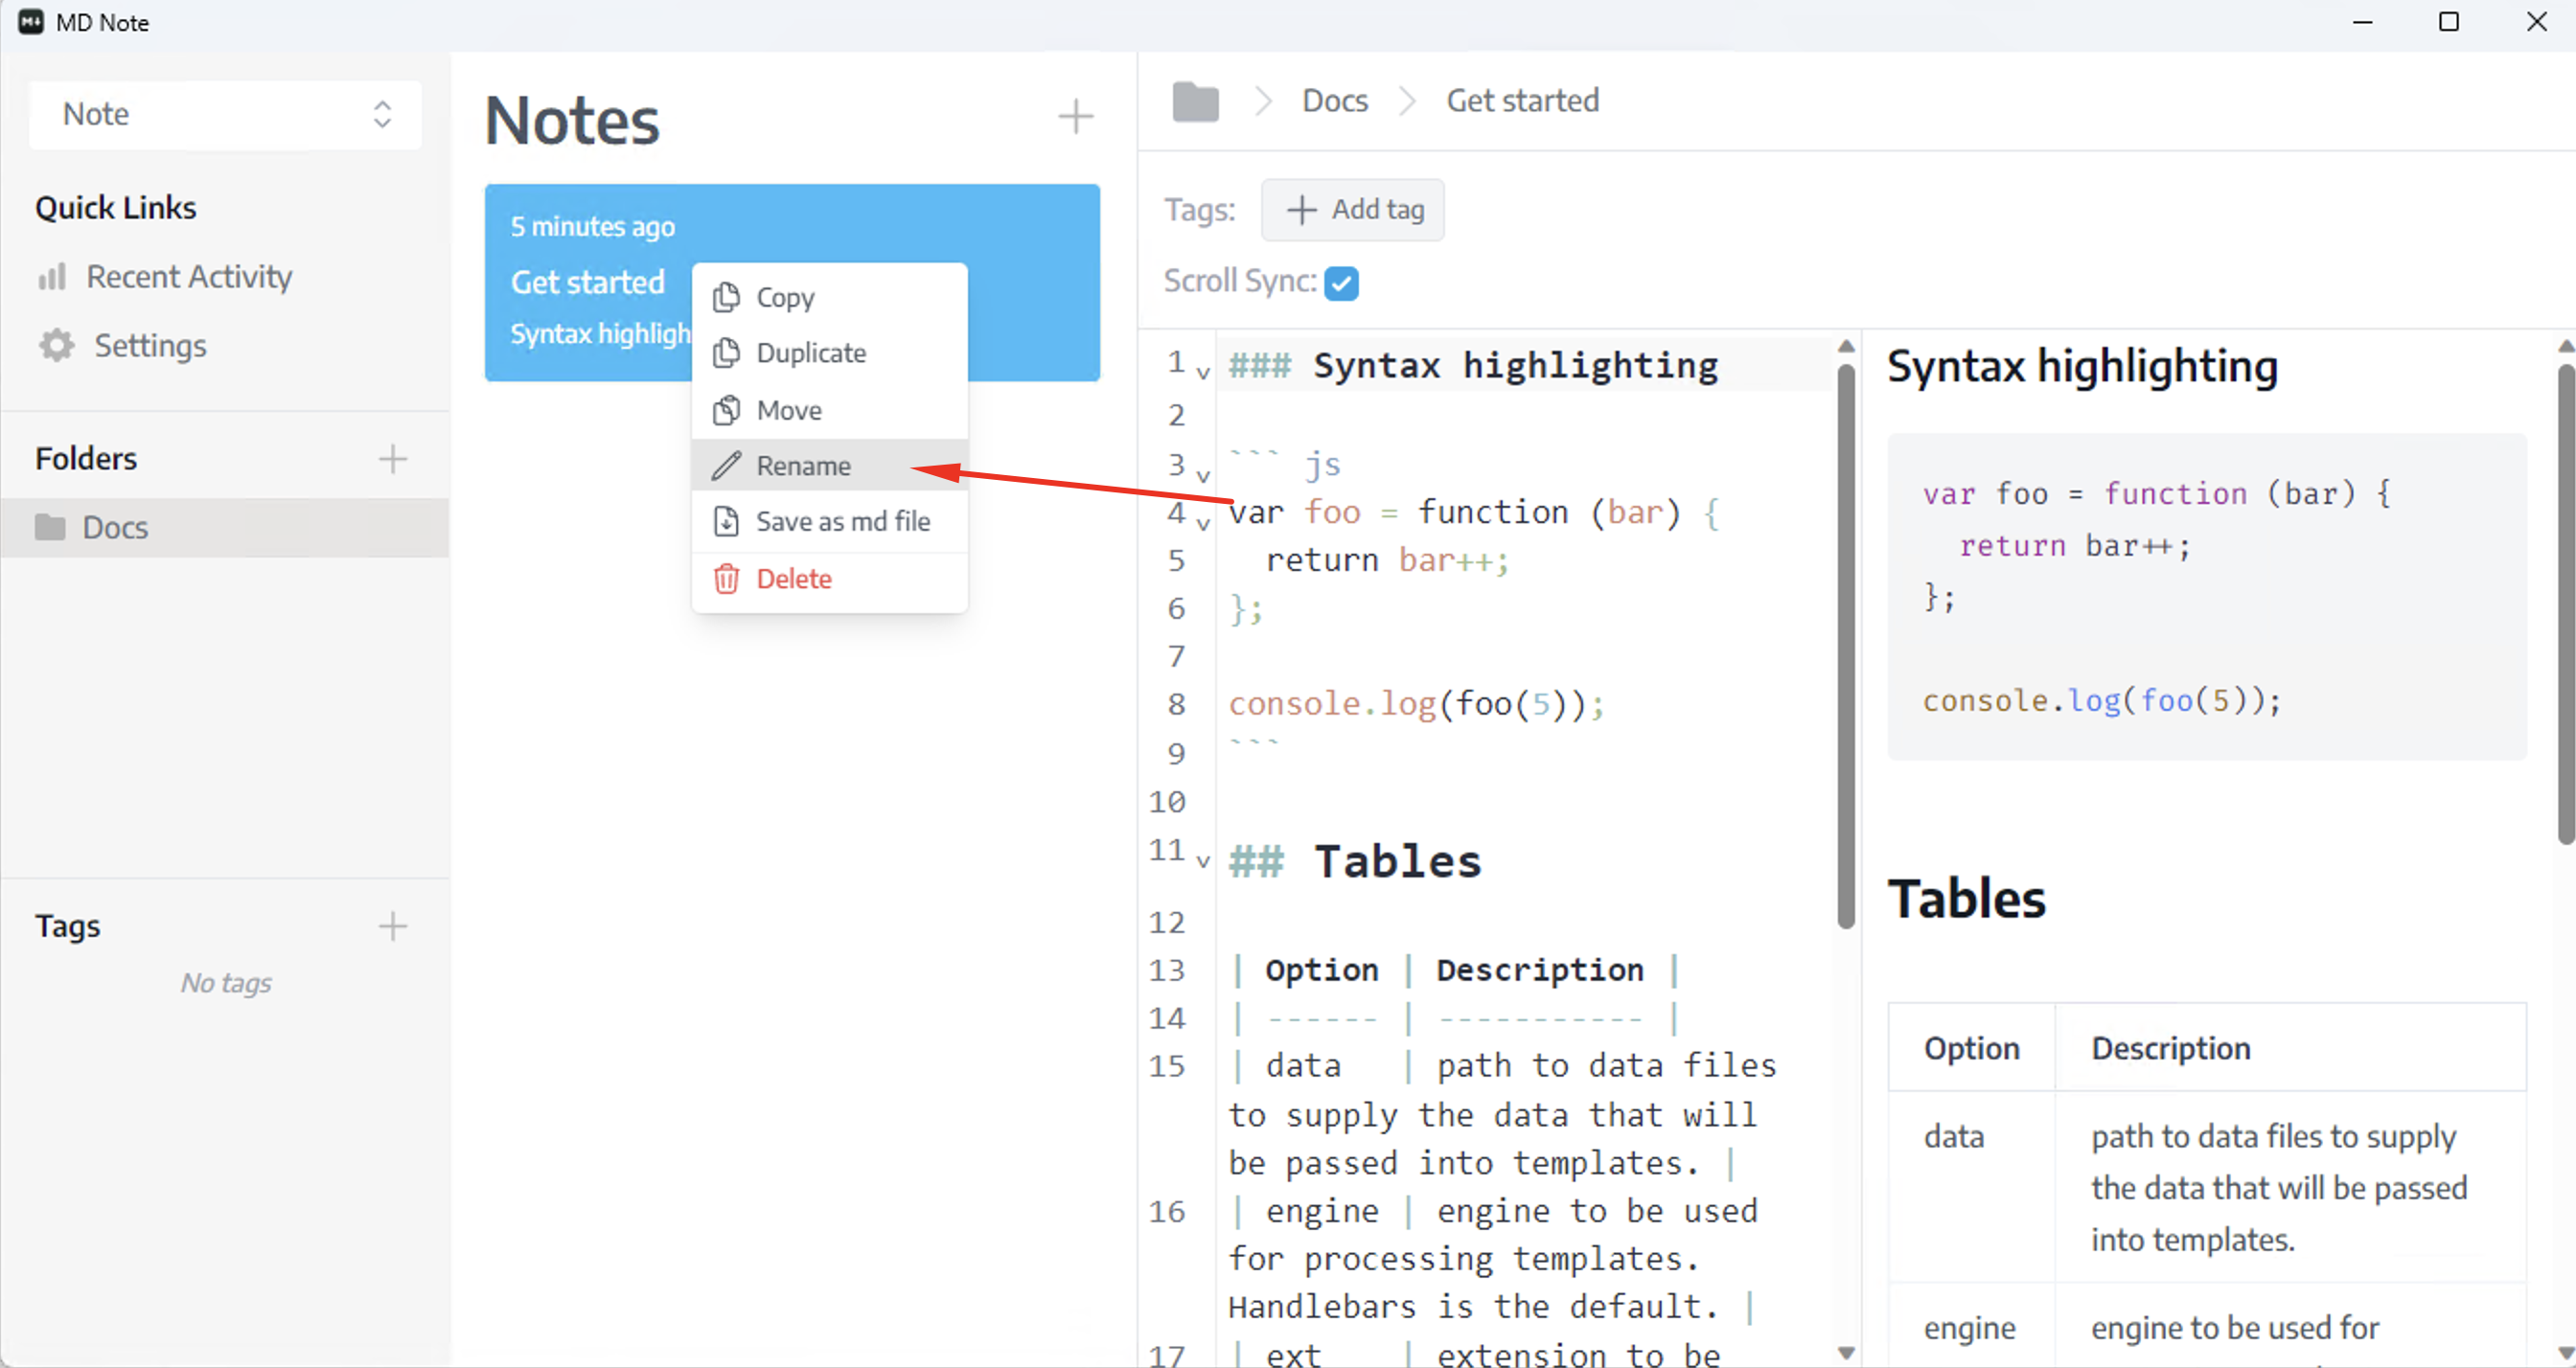 MD Note
Note
Quick Links
Recent Activity
Settings
Folders
Docs
Tags
No tags
Notes
5 minutes ago
Get started
Syntax highligh
Copy
Duplicate
Move
Rename
Save as md file
Delete
Docs
Get started
Tags:
Add tag
Scroll Sync:
1 ### Syntax highlighting
2
3 ``` js
4 var foo = function (bar) {
5 return bar++;
6 };
7
8 console.log(foo(5));
9 ```
10
11 ## Tables
12
13 | Option | Description |
14 | ------ | ----------- |
15 | data | path to data files
to supply the data that will
be passed into templates. |
16 | engine | engine to be used
for processing templates.
Handlebars is the default. |
17 | ext | extension to be
Syntax highlighting
var foo = function (bar) {
return bar++;
};
console.log(foo(5));
Tables
Option Description
data path to data files to supply
the data that will be passed
into templates.
engine engine to be used for